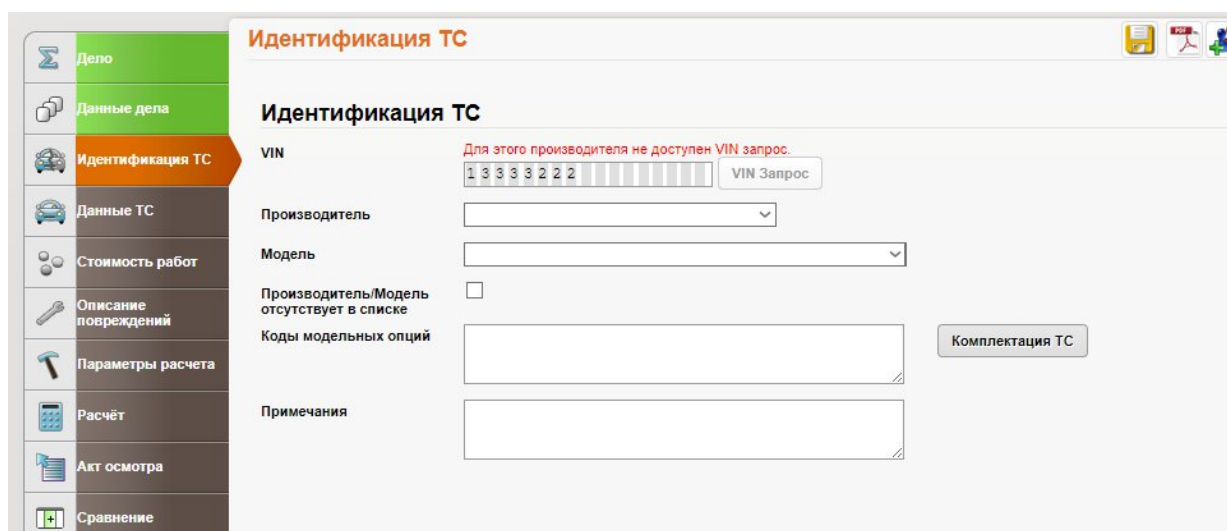 Идентификация ТС
Дело
Данные дела
Идентификация ТС
Данные ТС
Стоимость работ
Описание
повреждений
Параметры расчета
Расчёт
Акт осмотра
Сравнение
Идентификация ТС
VIN
Для этого производителя не доступен VIN запрос.
1 3 3 3 3 2 2 2
VIN Запрос
Производитель
Модель
Производитель/Модель
отсутствует в списке
Коды модельных опций
Комплектация ТС
Примечания
PDF